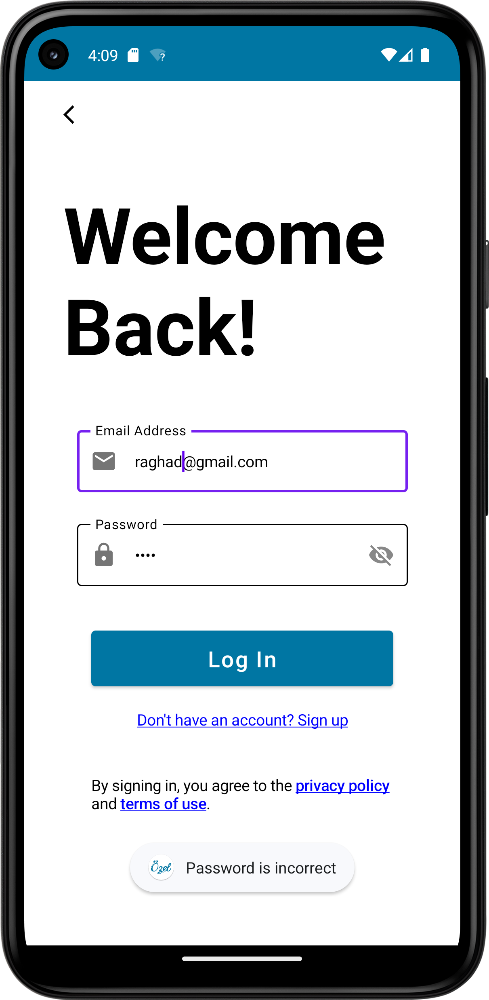 4:09
?
Welcome
Back!
Email Address
raghad@gmail.com
Password
••••
Log In
Don't have an account? Sign up
By signing in, you agree to the privacy policy
and terms of use.
Özel
Password is incorrect